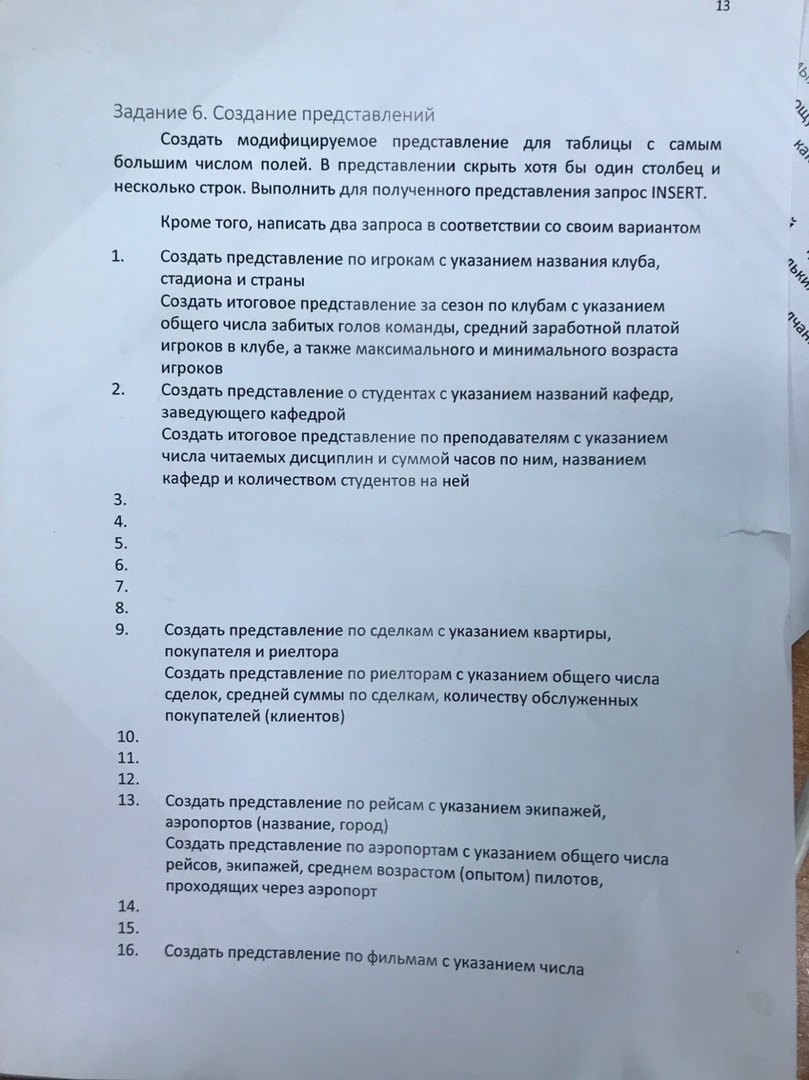 13
Задание 6. Создание представлений
Создать модифицируемое представление для таблицы с самым
большим числом полей. В представлении скрыть хотя бы один столбец и
несколько строк. Выполнить для полученного представления запрос INSERT.
Кроме того, написать два запроса в соответствии со своим вариантом
1. Создать представление по игрокам с указанием названия клуба,
стадиона и страны
Создать итоговое представление за сезон по клубам с указанием
общего числа забитых голов команды, средний заработной платой
игроков в клубе, а также максимального и минимального возраста
игроков
2. Создать представление о студентах с указанием названий кафедр,
заведующего кафедрой
Создать итоговое представление по преподавателям с указанием
числа читаемых дисциплин и суммой часов по ним, названием
кафедр и количеством студентов на ней
3.
4.
5.
6.
7.
8.
9. Создать представление по сделкам с указанием квартиры,
покупателя и риелтора
Создать представление по риелторам с указанием общего числа
сделок, средней суммы по сделкам, количеству обслуженных
покупателей (клиентов)
10.
11.
12.
13. Создать представление по рейсам с указанием экипажей,
аэропортов (название, город)
Создать представление по аэропортам с указанием общего числа
рейсов, экипажей, среднем возрастом (опытом) пилотов,
проходящих через аэропорт
14.
15.
16. Создать представление по фильмам с указанием числа